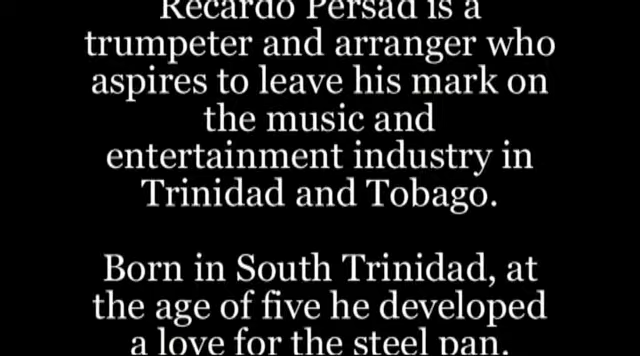 Recardo Persad is a
trumpeter and arranger who
aspires to leave his mark on
the music and
entertainment industry in
Trinidad and Tobago.
Born in South Trinidad, at
the age of five he developed
a love for the steel pan.